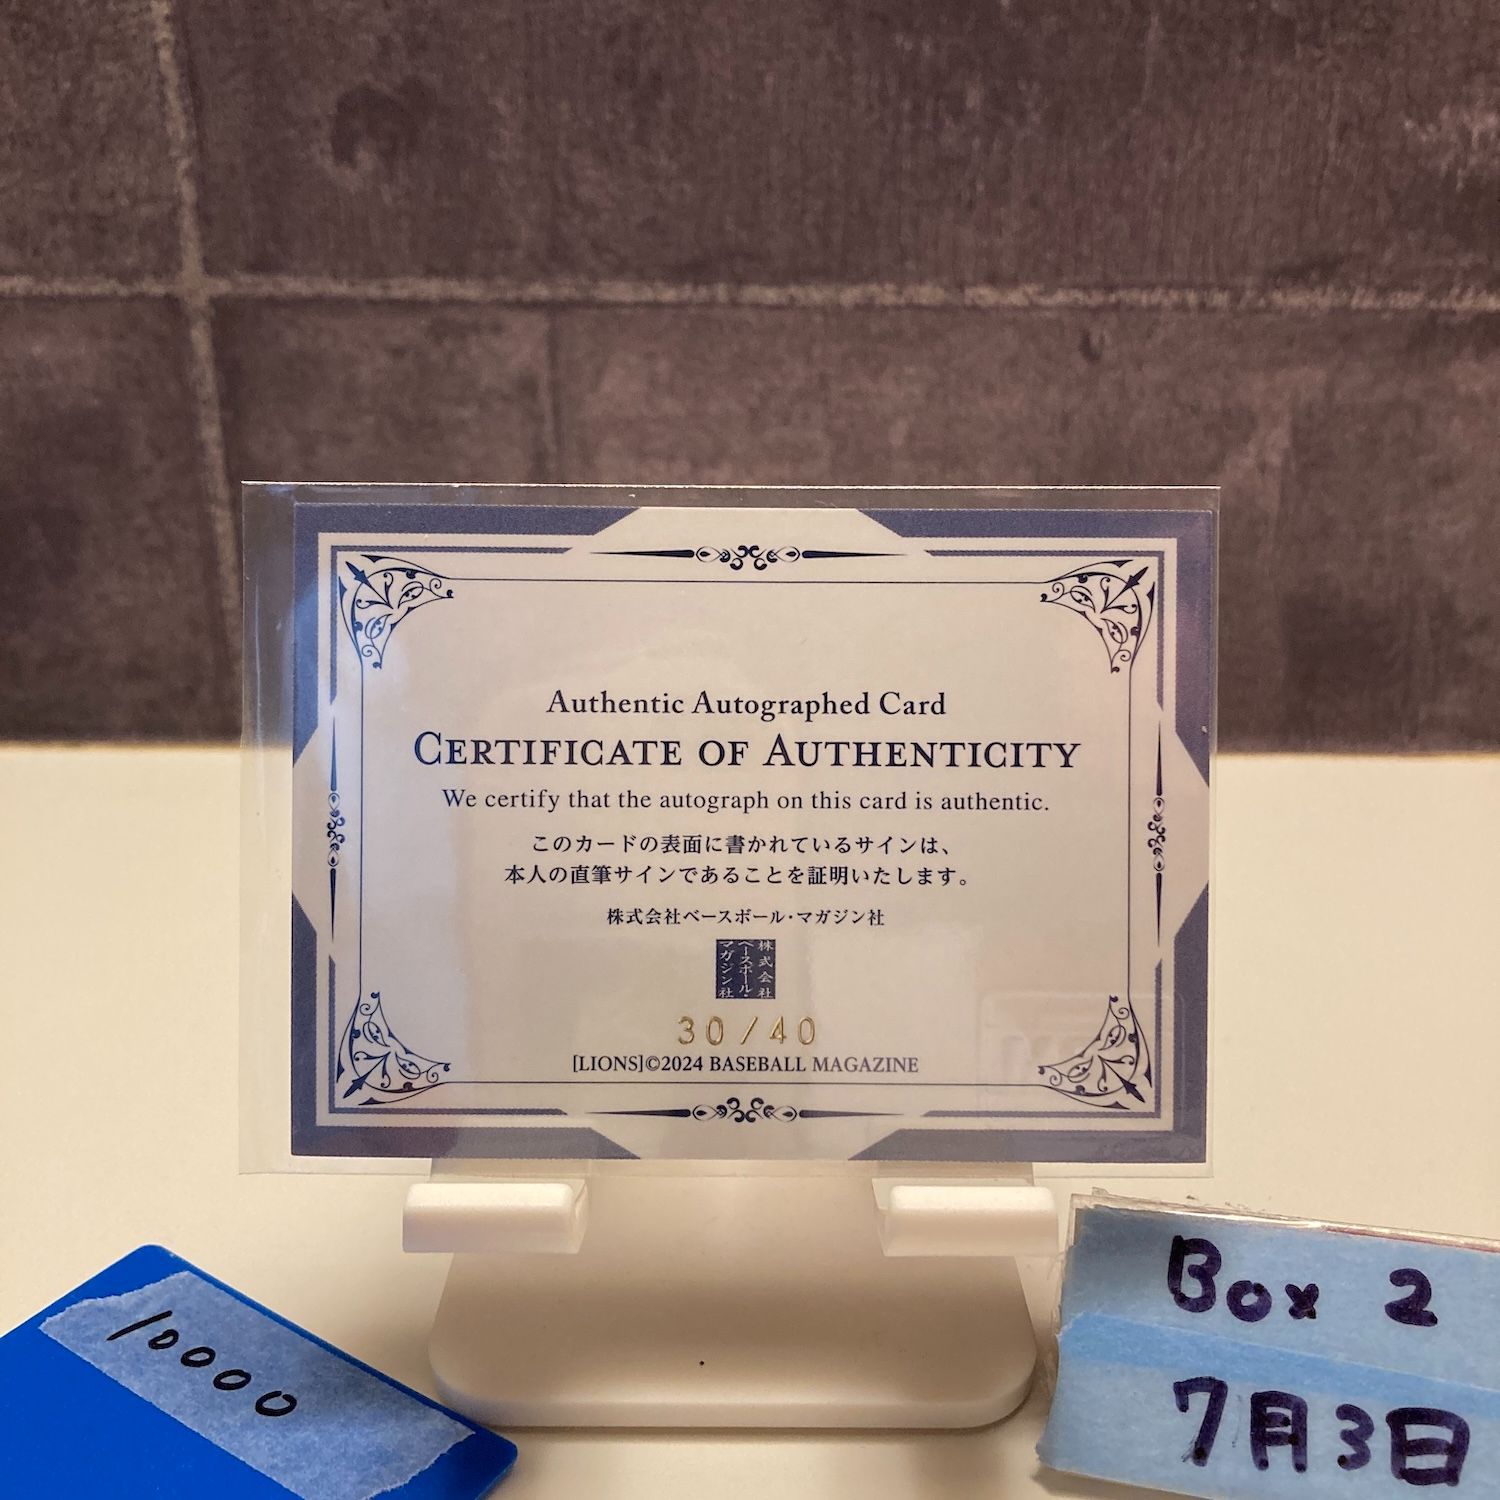 Authentic Autographed Card
CERTIFICATE OF AUTHENTICITY
We certify that the autograph on this card is authentic.
このカードの表面に書かれているサインは、
本人の直筆サインであることを証明いたします。
株式会社ベースボール・マガジン社
株式会社
ベースボール・
マガジン社
30/40
[LIONS]©2024 BASEBALL MAGAZINE
10000
Box 2
7月3日